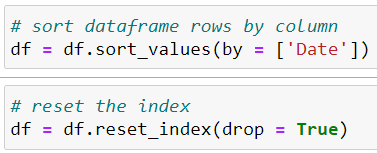 # sort dataframe rows by column
df = df.sort_values(by = ['Date'])
# reset the index
df = df.reset_index(drop = True)